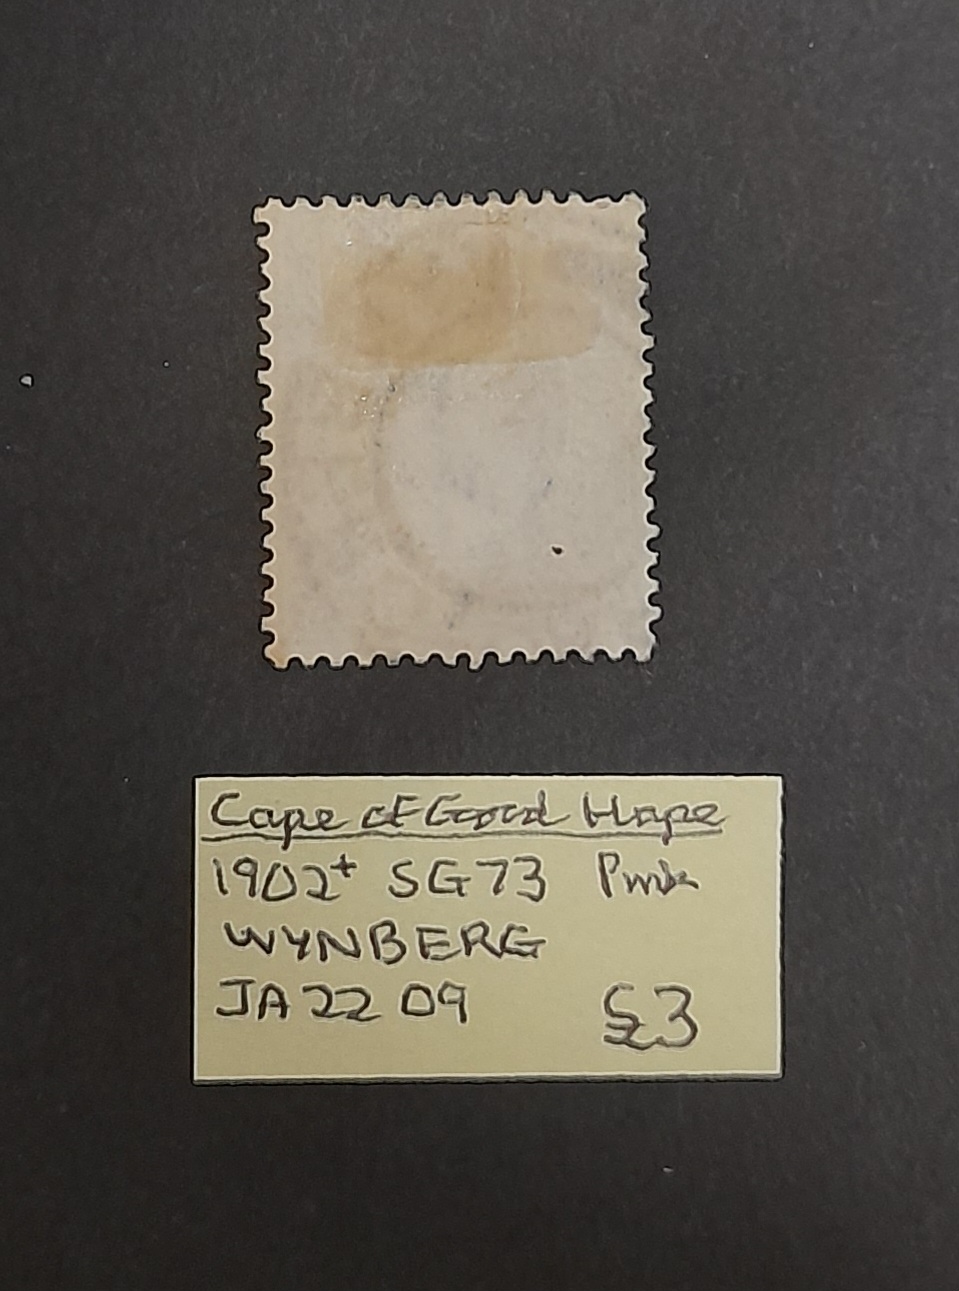 Cape of Good Hope
1902+ SG73 Pmk
WYNBERG
JA 22 09 £3